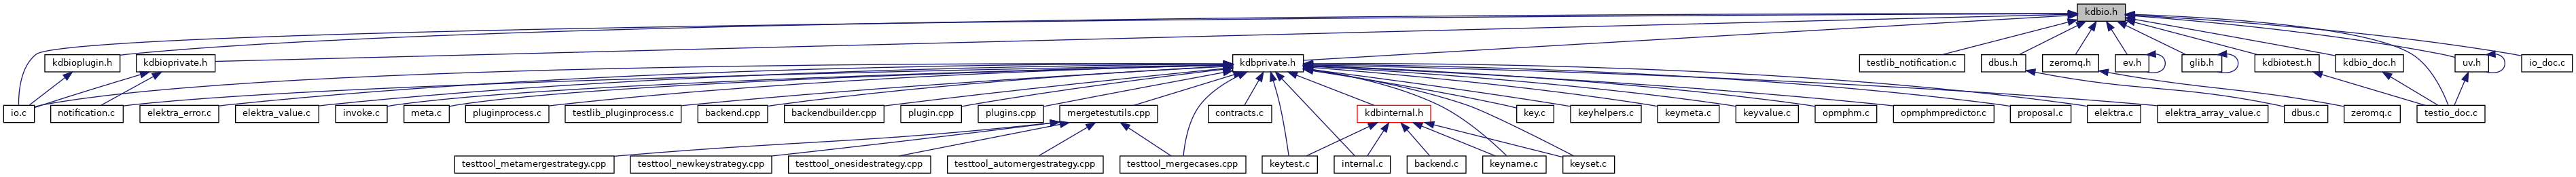 kdbio.h
kdbioplugin.h
kdbioprivate.h
kdbprivate.h
testlib_notification.c
dbus.h
zeromq.h
ev.h
glib.h
kdbiotest.h
kdbio_doc.h
uv.h
io_doc.c
io.c
notification.c
elektra_error.c
elektra_value.c
invoke.c
meta.c
pluginprocess.c
testlib_pluginprocess.c
backend.cpp
backendbuilder.cpp
plugin.cpp
plugins.cpp
mergetestutils.cpp
contracts.c
kdbinternal.h
key.c
keyhelpers.c
keymeta.c
keyvalue.c
opmphm.c
opmphmpredictor.c
proposal.c
elektra.c
elektra_array_value.c
dbus.c
zeromq.c
testio_doc.c
testtool_metamergestrategy.cpp
testtool_newkeystrategy.cpp
testtool_onesidestrategy.cpp
testtool_automergestrategy.cpp
testtool_mergecases.cpp
keytest.c
internal.c
backend.c
keyname.c
keyset.c